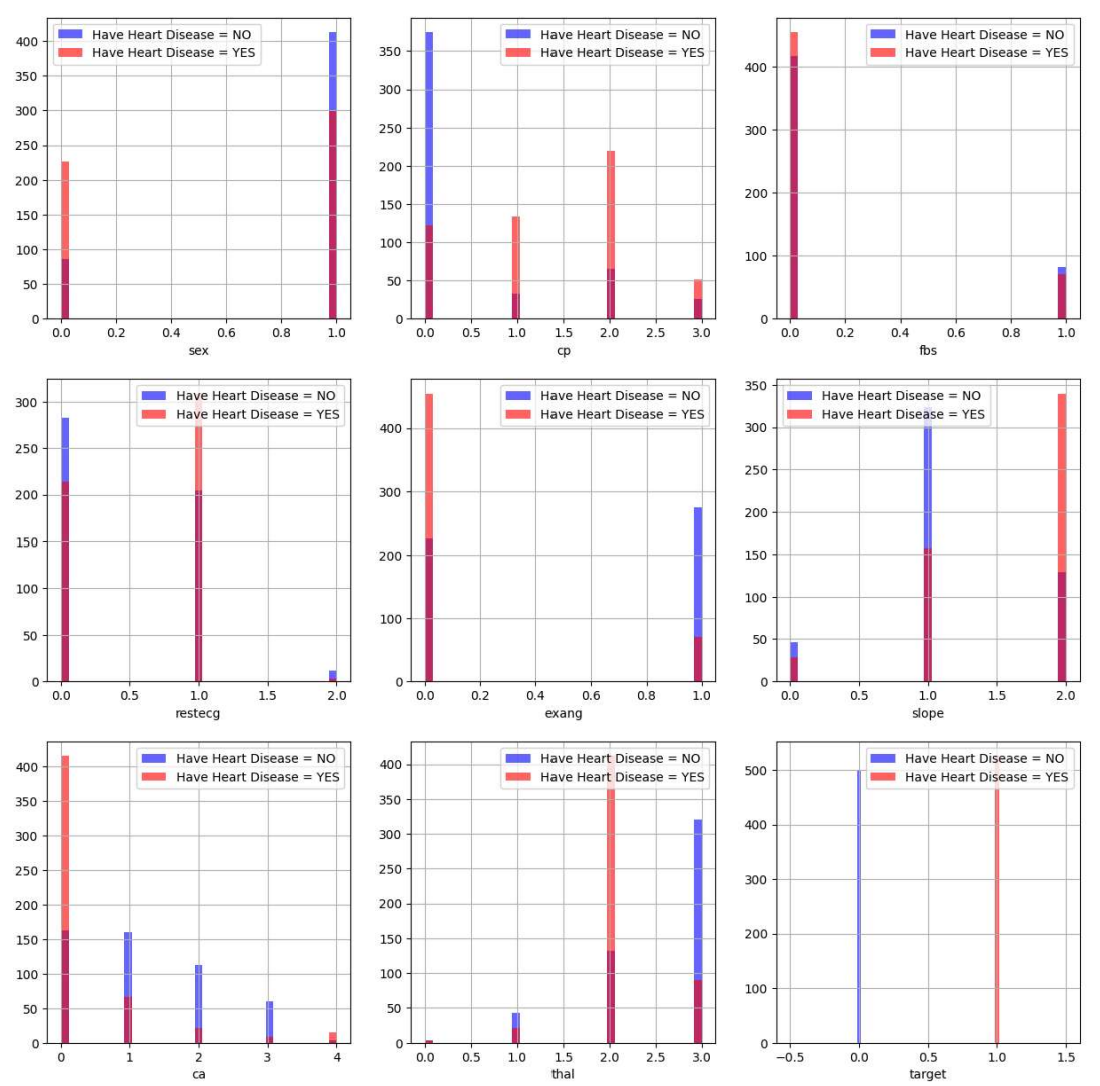 Have Heart Disease = NO
Have Heart Disease = YES
400
350
300
250
200
150
100
50
0
0.0 0.2 0.4 0.6 0.8 1.0
sex
Have Heart Disease = NO
Have Heart Disease = YES
350
300
250
200
150
100
50
0
0.0 0.5 1.0 1.5 2.0 2.5 3.0
cp
Have Heart Disease = NO
Have Heart Disease = YES
400
300
200
100
0
0.0 0.2 0.4 0.6 0.8 1.0
fbs
Have Heart Disease = NO
Have Heart Disease = YES
300
250
200
150
100
50
0
0.0 0.5 1.0 1.5 2.0
restecg
Have Heart Disease = NO
Have Heart Disease = YES
400
300
200
100
0
0.0 0.2 0.4 0.6 0.8 1.0
exang
Have Heart Disease = NO
Have Heart Disease = YES
350
300
250
200
150
100
50
0
0.0 0.5 1.0 1.5 2.0
slope
Have Heart Disease = NO
Have Heart Disease = YES
400
350
300
250
200
150
100
50
0
0 1 2 3 4
ca
Have Heart Disease = NO
Have Heart Disease = YES
400
350
300
250
200
150
100
50
0
0.0 0.5 1.0 1.5 2.0 2.5 3.0
thal
Have Heart Disease = NO
Have Heart Disease = YES
500
400
300
200
100
0
−0.5 0.0 0.5 1.0 1.5
target